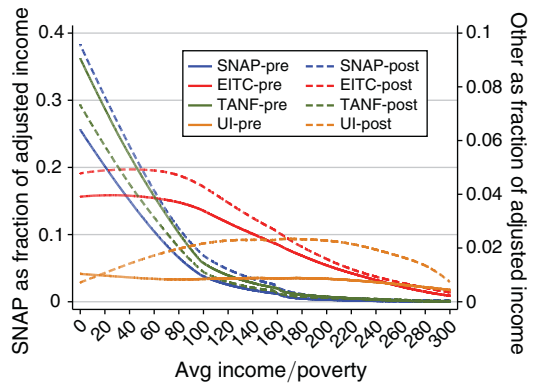 SNAP as fraction of adjusted income
0.4
0.3
0.2
0.1
0
SNAP-pre SNAP-post
EITC-pre EITC-post
TANF-pre TANF-post
UI-pre UI-post
0.1
0.08
0.06
0.04
0.02
0
Other as fraction of adjusted income
0 20 40 60 80 100 120 140 160 180 200 220 240 260 280 300
Avg income/poverty